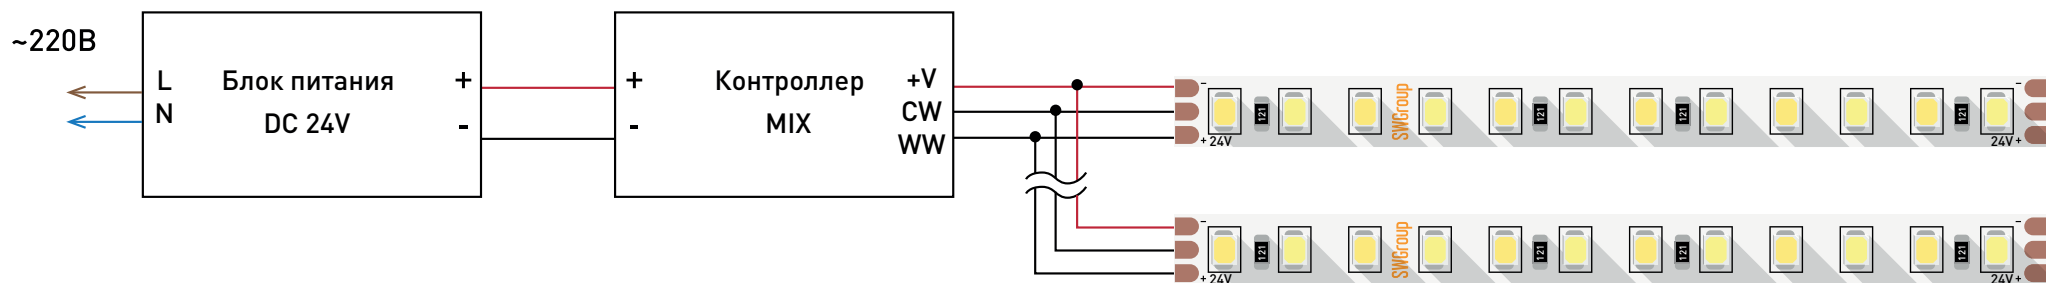 ~220В
L
N
Блок питания
DC 24V
+
-
+
-
Контроллер
MIX
+V
CW
WW
-
121
SWGroup
121
121
121
-
+ 24V
24V +
-
121
SWGroup
121
121
121
-
+ 24V
24V +